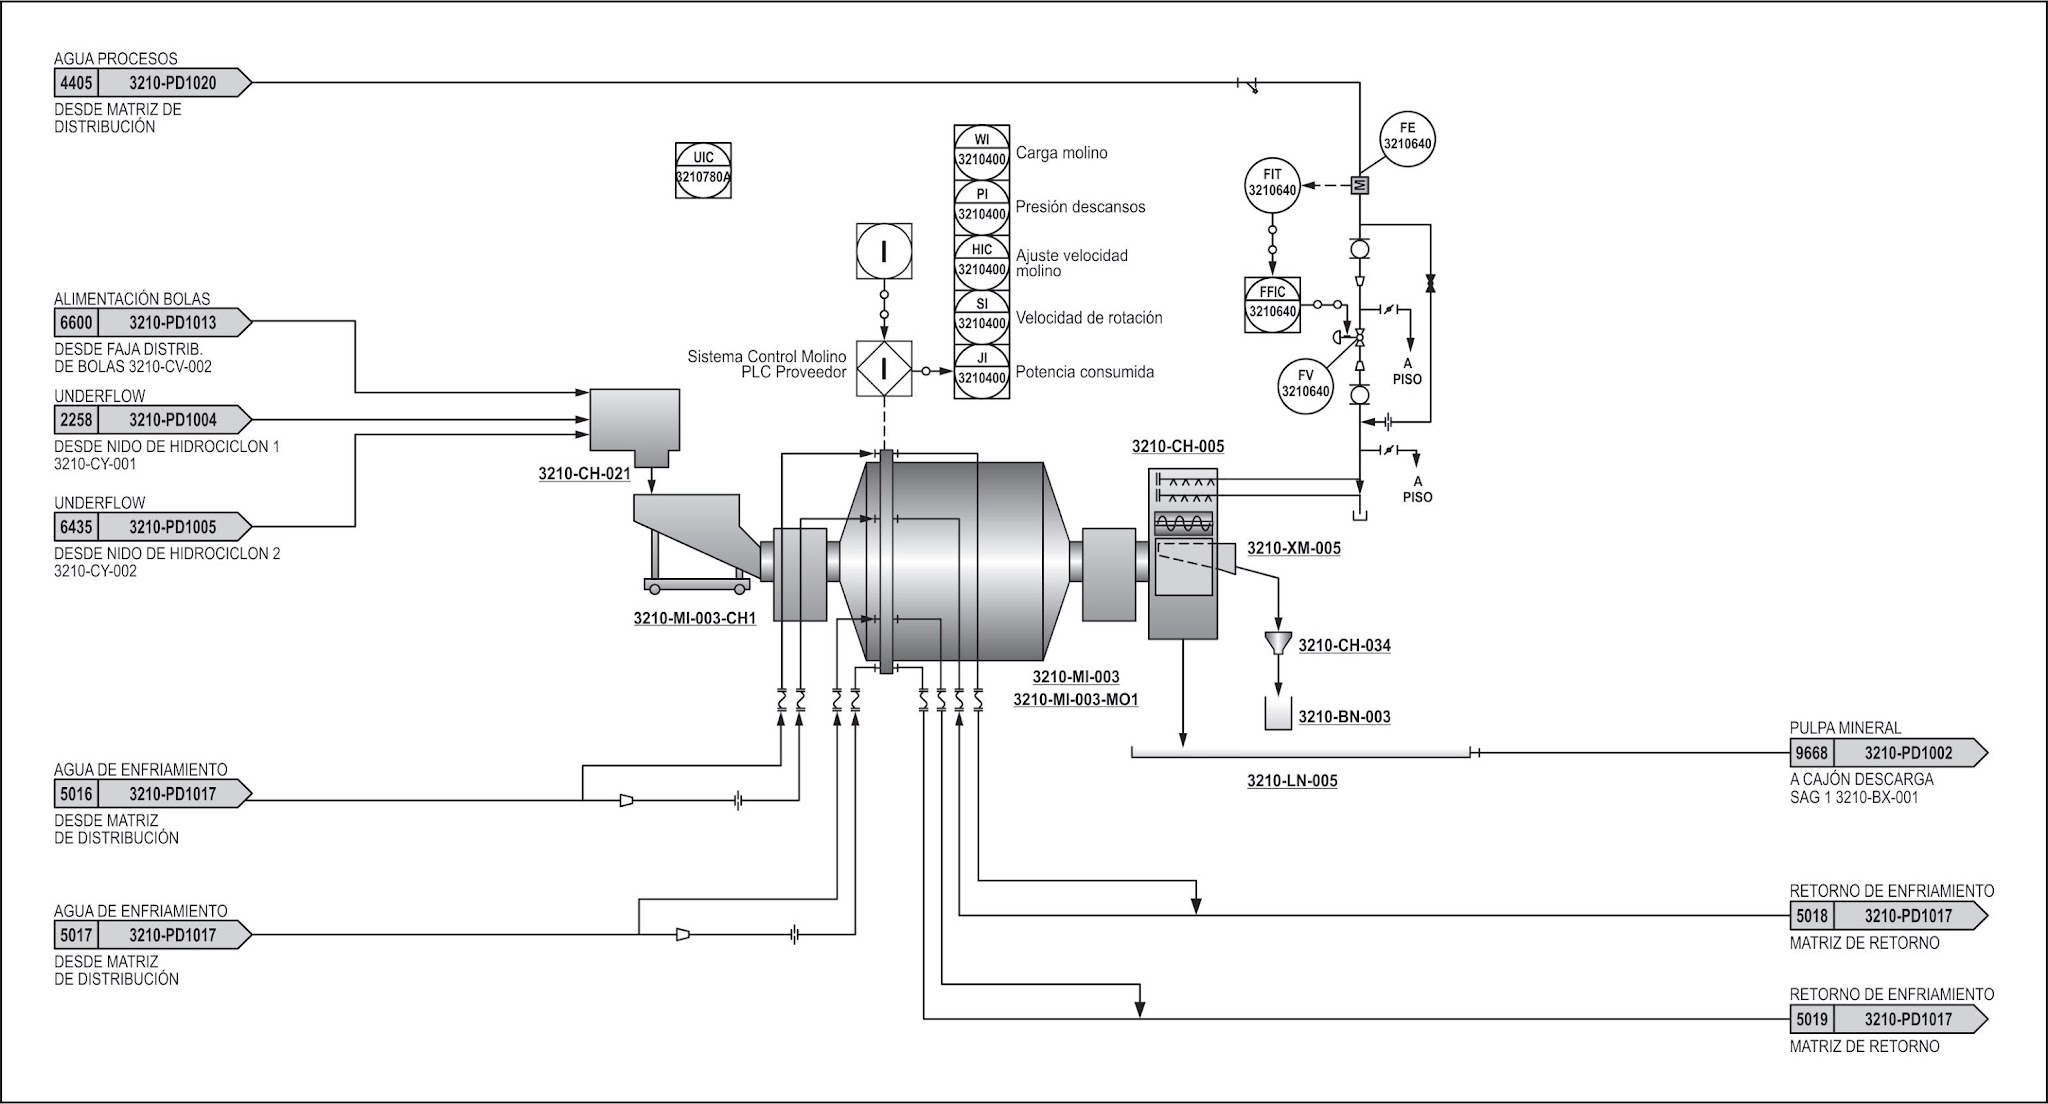 AGUA PROCESOS
4405 3210-PD1020
DESDE MATRIZ DE
DISTRIBUCIÓN
UIC
3210780A
WI
3210400
Carga molino
PI
3210400
Presión descansos
HIC
3210400
Ajuste velocidad
molino
SI
3210400
Velocidad de rotación
JI
3210400
Potencia consumida
I
I
Sistema Control Molino
PLC Proveedor
FE
3210640
M
FIT
3210640
FFIC
3210640
FV
3210640
A
PISO
A
PISO
ALIMENTACIÓN BOLAS
6600 3210-PD1013
DESDE FAJA DISTRIB.
DE BOLAS 3210-CV-002
UNDERFLOW
2258 3210-PD1004
DESDE NIDO DE HIDROCICLON 1
3210-CY-001
UNDERFLOW
6435 3210-PD1005
DESDE NIDO DE HIDROCICLON 2
3210-CY-002
3210-CH-021
3210-MI-003-CH1
3210-CH-005
3210-XM-005
3210-CH-034
3210-BN-003
3210-MI-003
3210-MI-003-MO1
3210-LN-005
PULPA MINERAL
9668 3210-PD1002
A CAJÓN DESCARGA
SAG 1 3210-BX-001
AGUA DE ENFRIAMIENTO
5016 3210-PD1017
DESDE MATRIZ
DE DISTRIBUCIÓN
AGUA DE ENFRIAMIENTO
5017 3210-PD1017
DESDE MATRIZ
DE DISTRIBUCIÓN
RETORNO DE ENFRIAMIENTO
5018 3210-PD1017
MATRIZ DE RETORNO
RETORNO DE ENFRIAMIENTO
5019 3210-PD1017
MATRIZ DE RETORNO